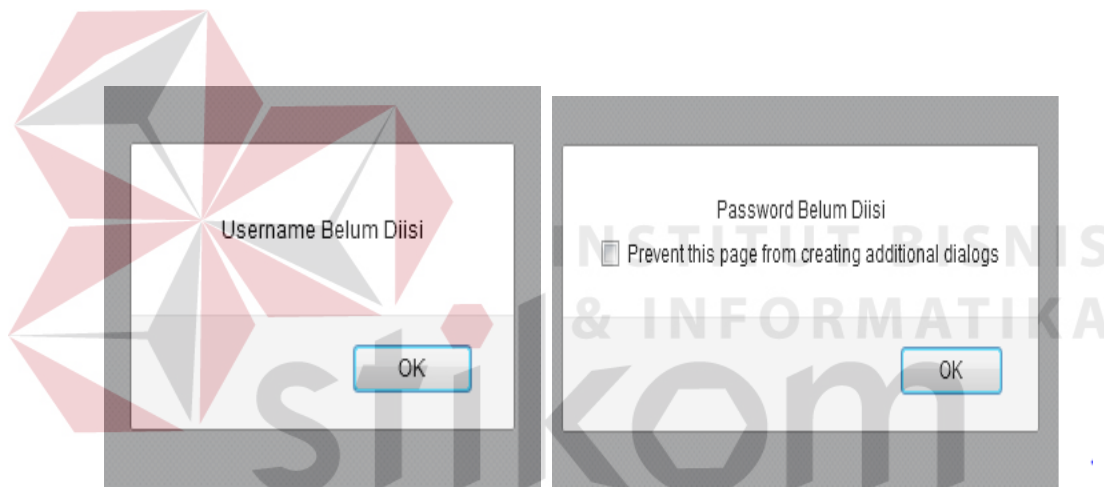 Username Belum Diisi
OK
Password Belum Diisi
Prevent this page from creating additional dialogs
OK
INSTITUT BISNIS
& INFORMATIKA
stikom